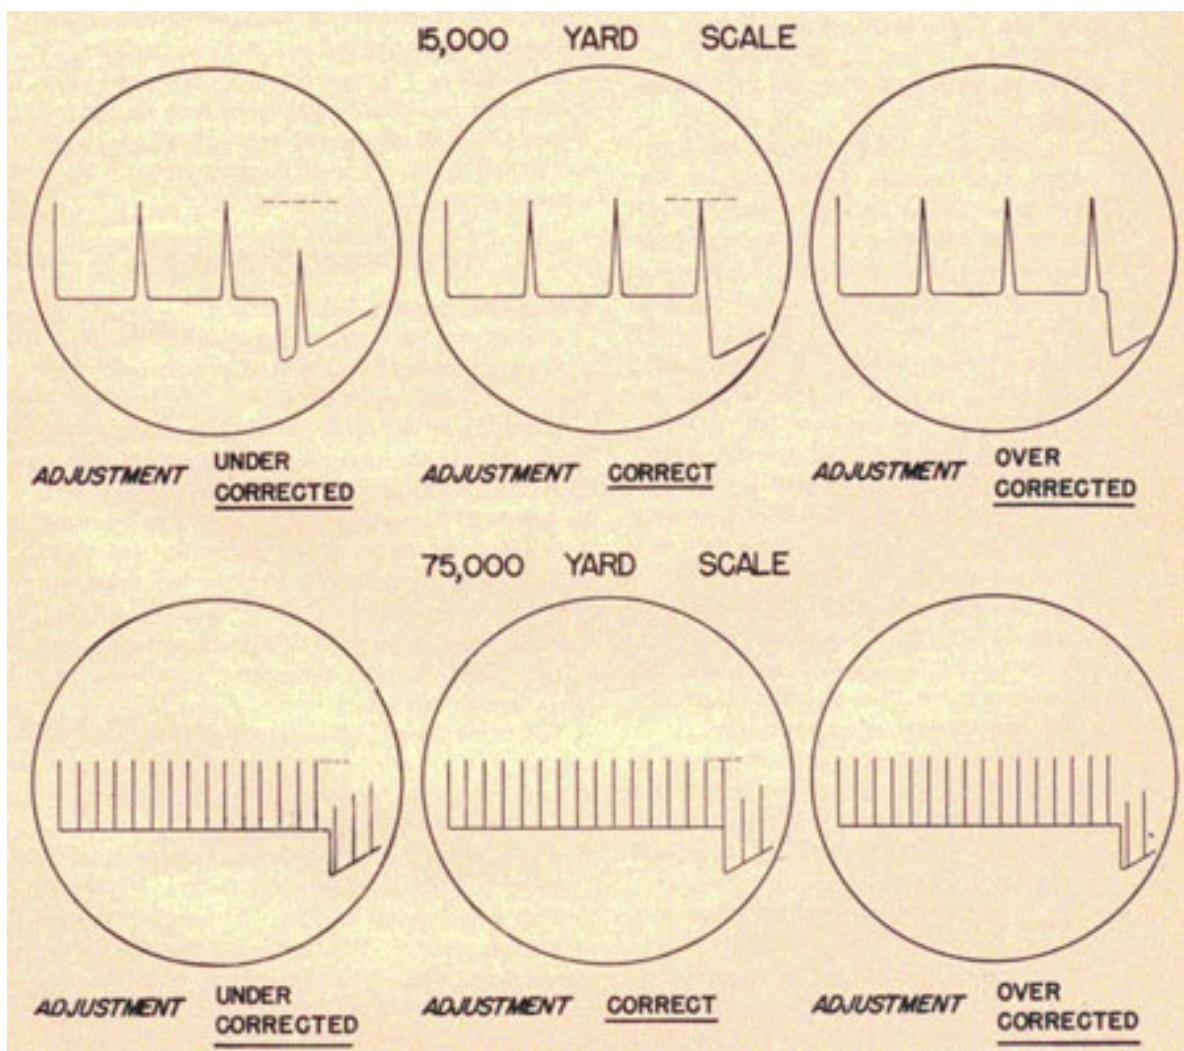 15,000 YARD SCALE
ADJUSTMENT UNDER CORRECTED
ADJUSTMENT CORRECT
ADJUSTMENT OVER CORRECTED
75,000 YARD SCALE
ADJUSTMENT UNDER CORRECTED
ADJUSTMENT CORRECT
ADJUSTMENT OVER CORRECTED